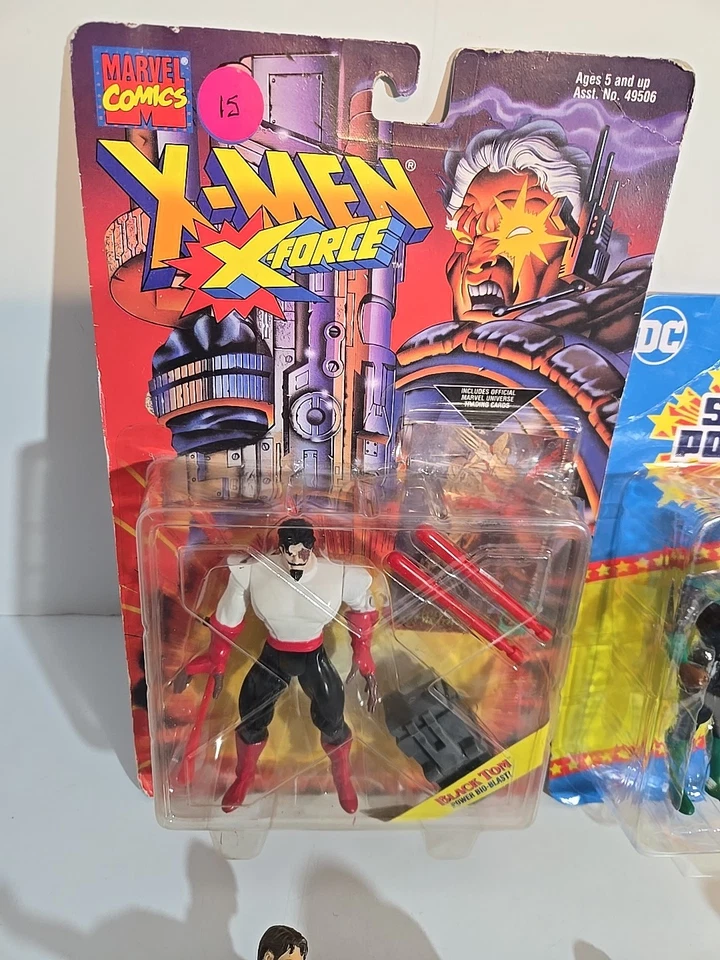 MARVEL®
COMICS
M
15
Ages 5 and up
Asst. No. 49506
X-MEN®
X-FORCE™
INCLUDES OFFICIAL
MARVEL UNIVERSE
TRADING CARDS
DC
BLACK TOM
POWER BIO-BLAST!